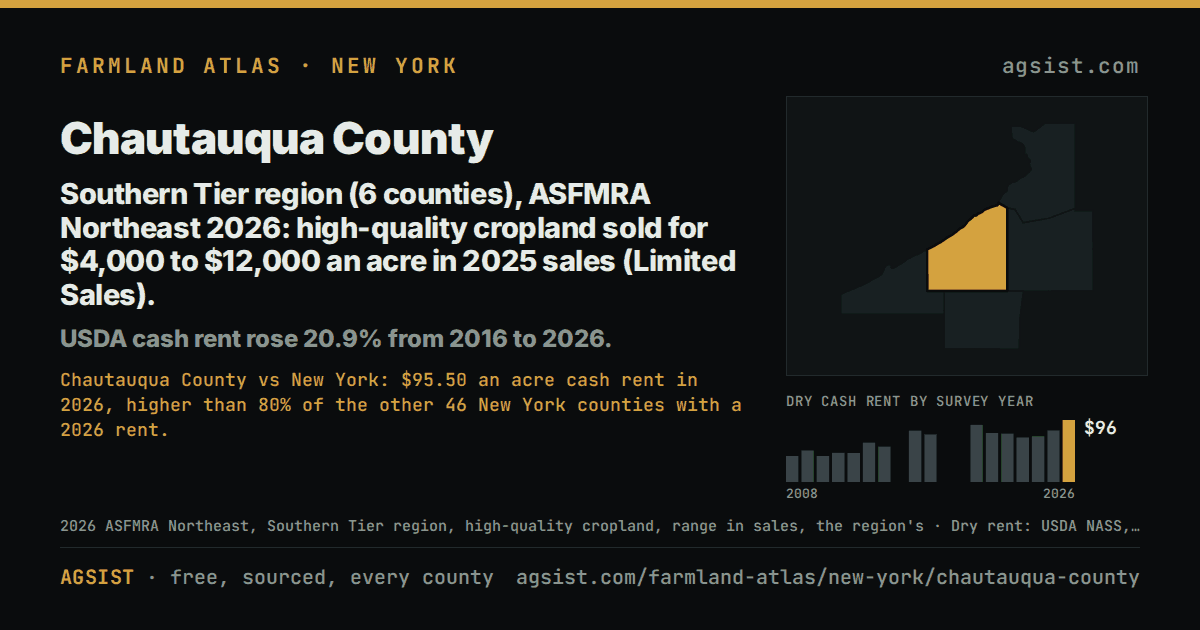 FARMLAND ATLAS · NEW YORK
agsist.com
Chautauqua County
Southern Tier region (6 counties), ASFMRA
Northeast 2026: high-quality cropland sold for
$4,000 to $12,000 an acre in 2025 sales (Limited
Sales).
USDA cash rent rose 20.9% from 2016 to 2026.
Chautauqua County vs New York: $95.50 an acre cash rent in
2026, higher than 80% of the other 46 New York counties with a
2026 rent.
DRY CASH RENT BY SURVEY YEAR
$96
2008
2026
2026 ASFMRA Northeast, Southern Tier region, high-quality cropland, range in sales, the region's · Dry rent: USDA NASS,…
AGSIST · free, sourced, every county
agsist.com/farmland-atlas/new-york/chautauqua-county